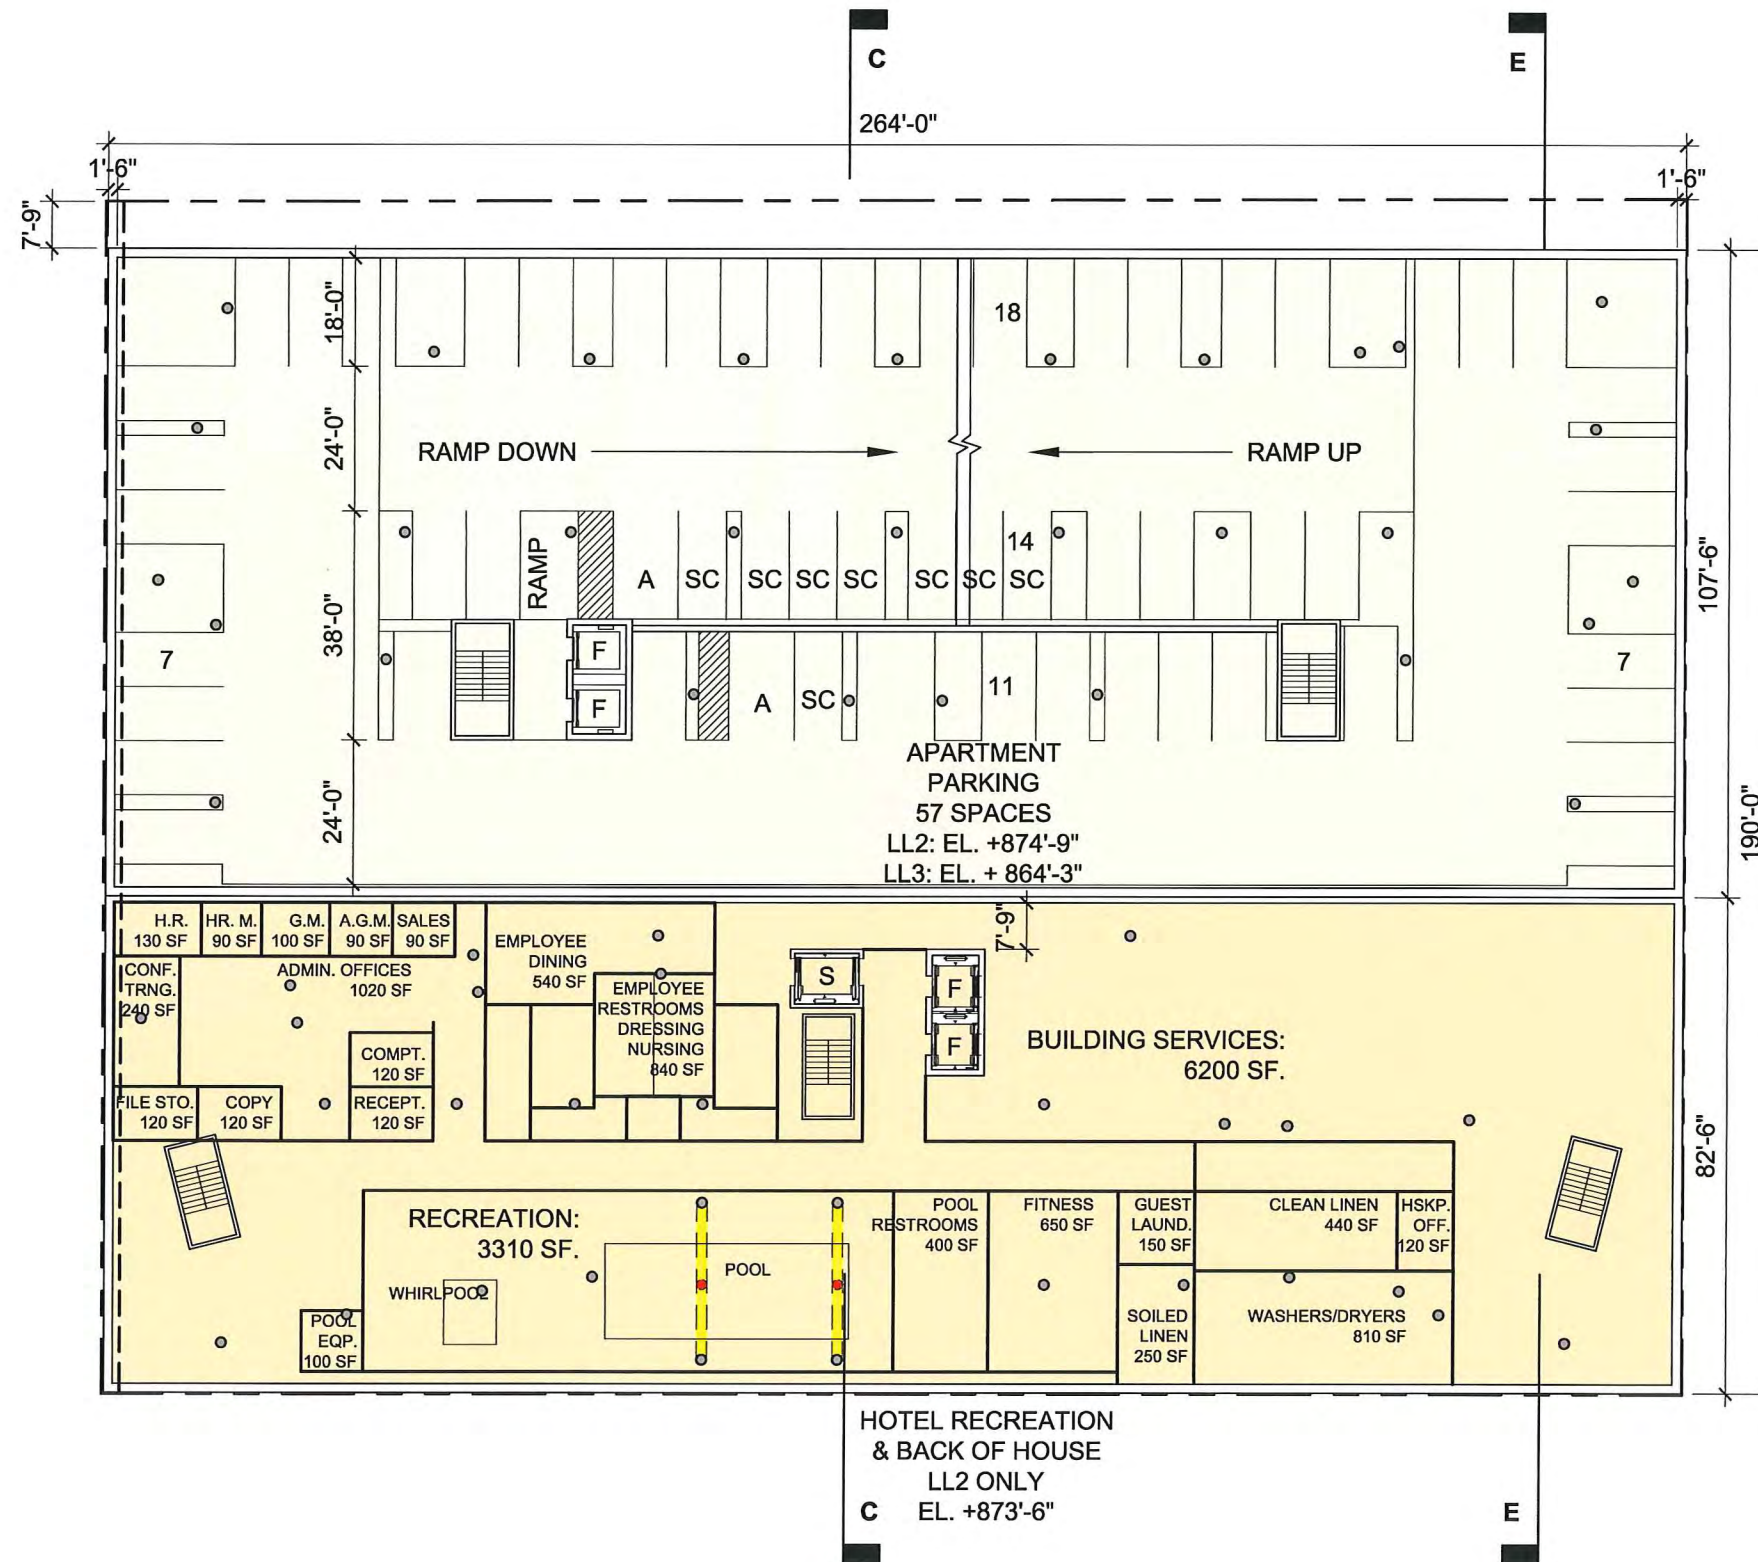 C
E
264'-0"
1'-6"
1'-6"
7'-9"
18'-0"
18
24'-0"
RAMP DOWN
RAMP UP
RAMP
14
A
SC
SC
SC
SC
SC
SC
SC
107'-6"
38'-0"
F
F
7
7
A
SC
11
24'-0"
APARTMENT
PARKING
57 SPACES
LL2: EL. +874'-9"
LL3: EL. + 864'-3"
190'-0"
H.R.
130 SF
HR. M.
90 SF
G.M.
100 SF
A.G.M.
90 SF
SALES
90 SF
CONF.
TRNG.
240 SF
ADMIN. OFFICES
1020 SF
EMPLOYEE
DINING
540 SF
EMPLOYEE
RESTROOMS
DRESSING
NURSING
840 SF
S
F
F
7'-9"
BUILDING SERVICES:
6200 SF.
COMPT.
120 SF
FILE STO.
120 SF
COPY
120 SF
RECEPT.
120 SF
82'-6"
RECREATION:
3310 SF.
WHIRLPOOL
POOL
POOL
EQP.
100 SF
POOL
RESTROOMS
400 SF
FITNESS
650 SF
GUEST
LAUND.
150 SF
CLEAN LINEN
440 SF
HSKP.
OFF.
120 SF
SOILED
LINEN
250 SF
WASHERS/DRYERS
810 SF
HOTEL RECREATION
& BACK OF HOUSE
LL2 ONLY
EL. +873'-6"
C
E